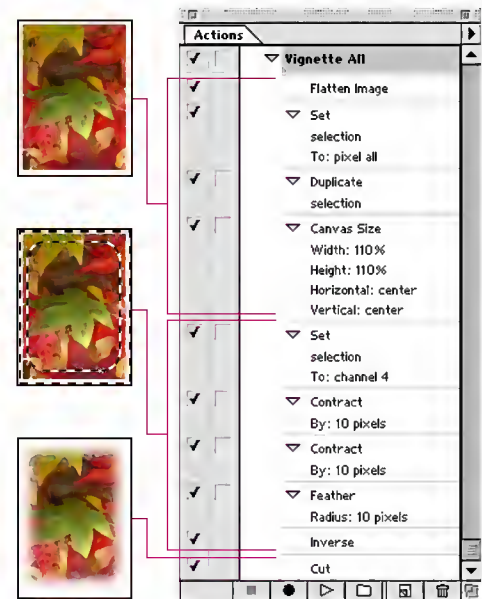 Actions
Vignette All
Flatten Image
Set
selection
To: pixel all
Duplicate
selection
Canvas Size
Width: 110%
Height: 110%
Horizontal: center
Vertical: center
Set
selection
To: channel 4
Contract
By: 10 pixels
Contract
By: 10 pixels
Feather
Radius: 10 pixels
Inverse
Cut